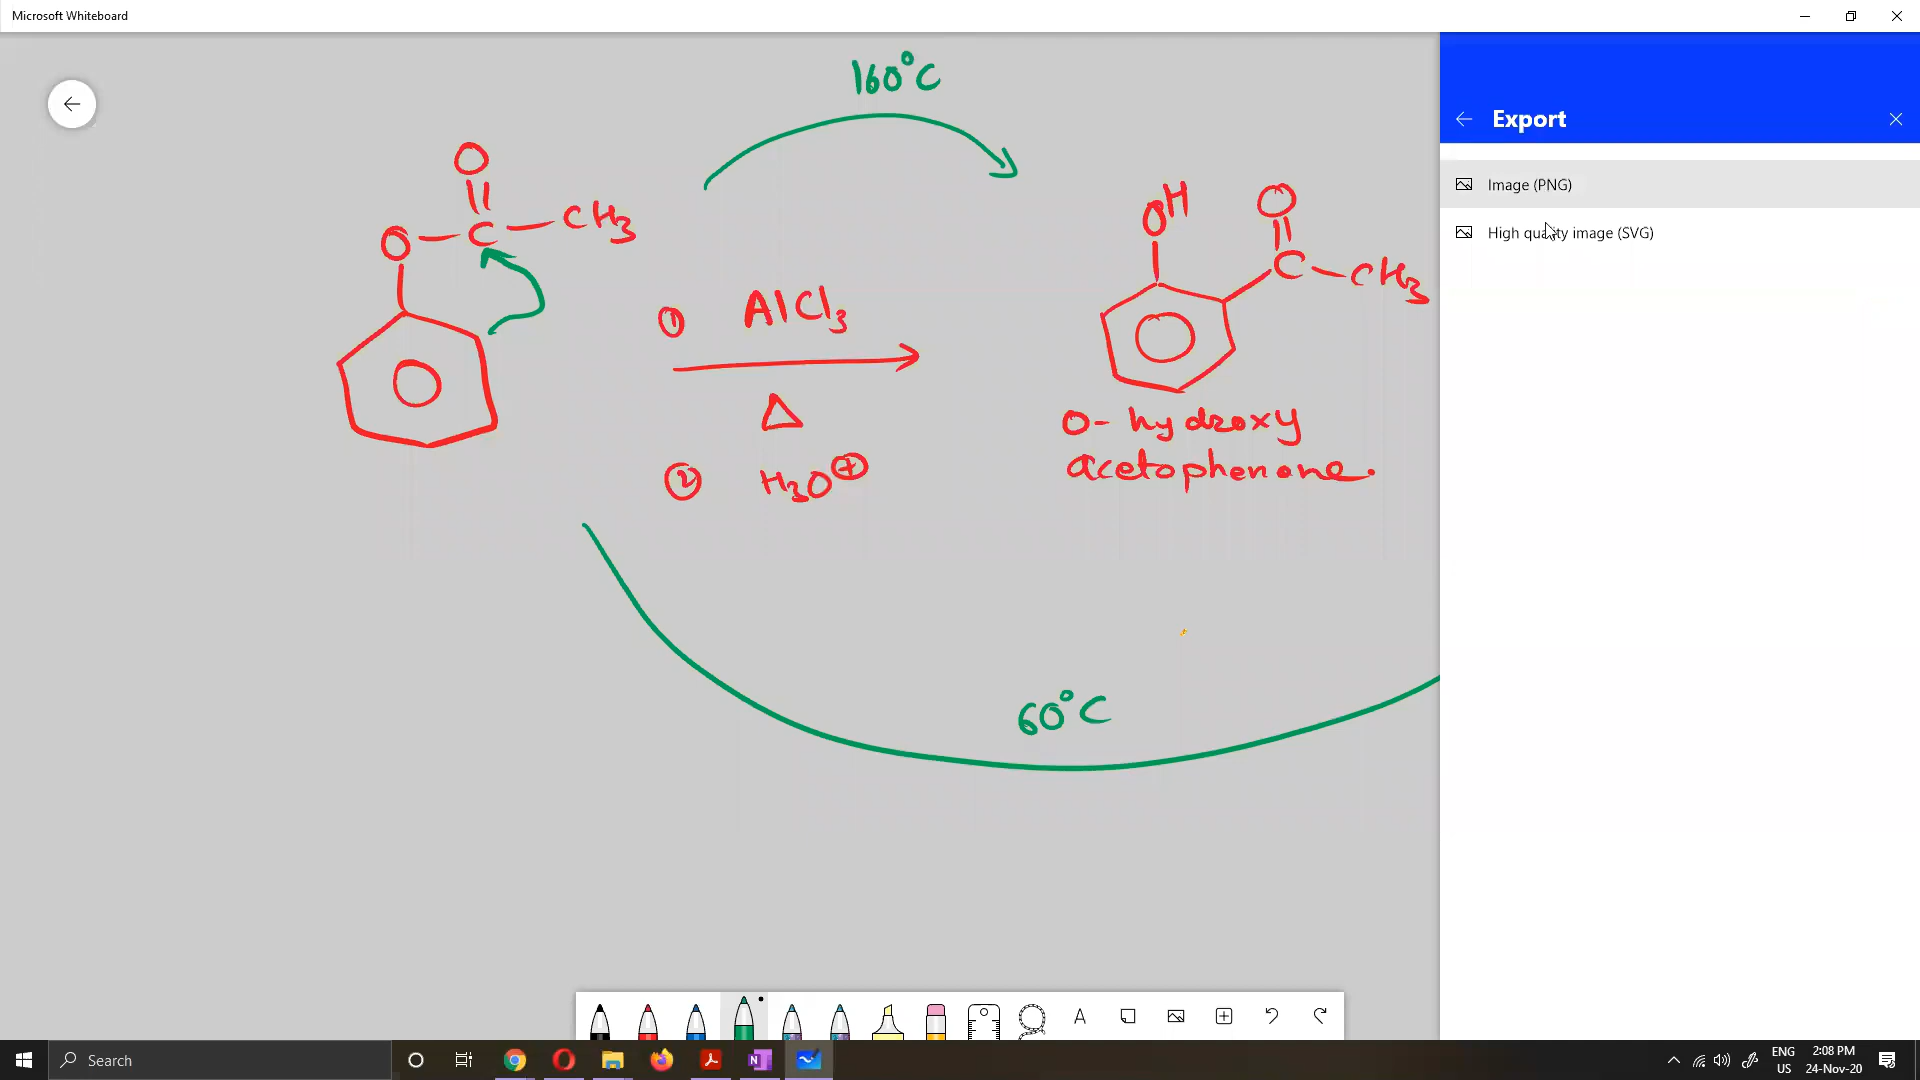 Microsoft Whiteboard
160°C
Export
Image (PNG)
High quality image (SVG)
O
O - C - CH3
① AlCl3
△
② H3O⊕
OH O
C - CH3
O- hydroxy
acetophenone.
60°C
A
Search
N
ENG
US
2:08 PM
24-Nov-20